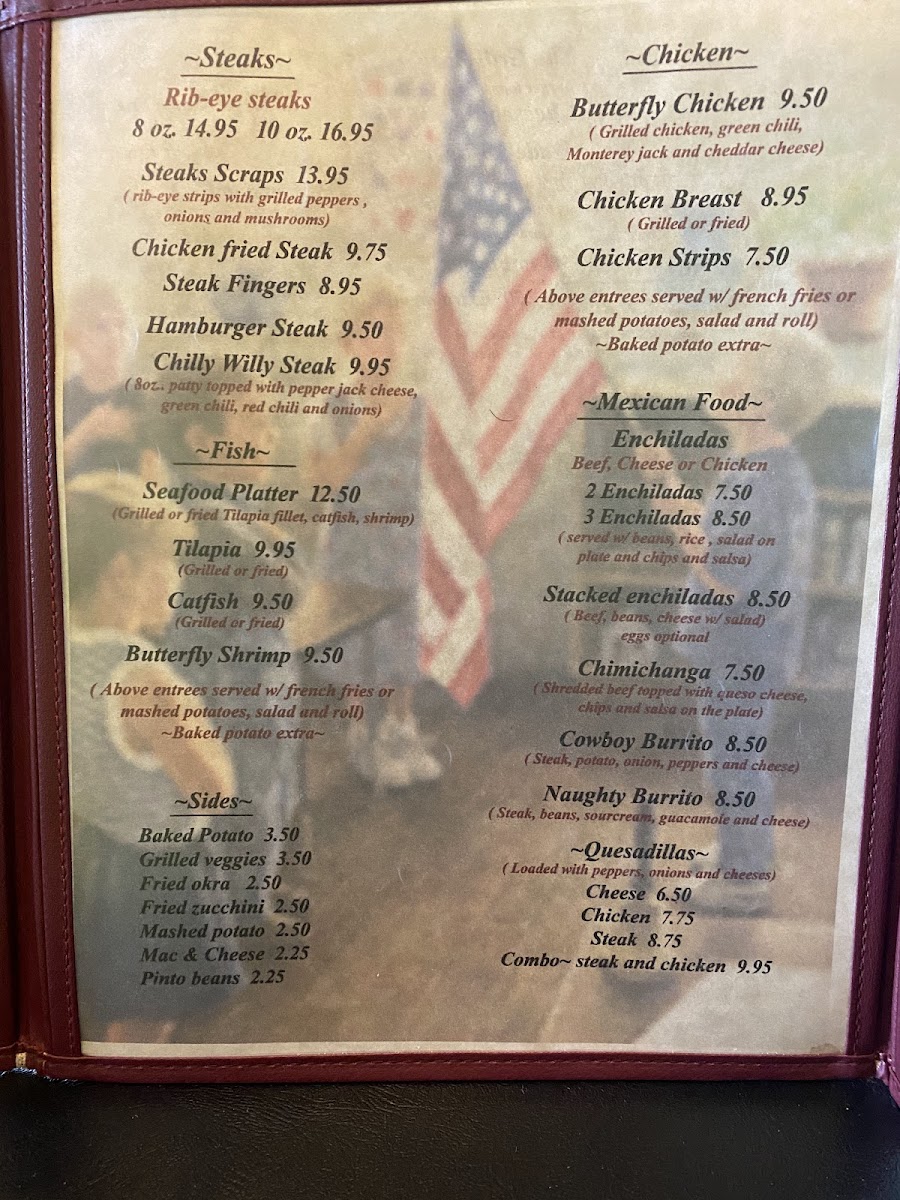 ~Steaks~
Rib-eye steaks
8 oz. 14.95 10 oz. 16.95
Steaks Scraps 13.95
( rib-eye strips with grilled peppers ,
onions and mushrooms)
Chicken fried Steak 9.75
Steak Fingers 8.95
Hamburger Steak 9.50
Chilly Willy Steak 9.95
( 8oz.. patty topped with pepper jack cheese,
green chili, red chili and onions)
~Fish~
Seafood Platter 12.50
(Grilled or fried Tilapia fillet, catfish, shrimp)
Tilapia 9.95
(Grilled or fried)
Catfish 9.50
(Grilled or fried)
Butterfly Shrimp 9.50
( Above entrees served w/ french fries or
mashed potatoes, salad and roll)
~Baked potato extra~
~Sides~
Baked Potato 3.50
Grilled veggies 3.50
Fried okra 2.50
Fried zucchini 2.50
Mashed potato 2.50
Mac & Cheese 2.25
Pinto beans 2.25
~Chicken~
Butterfly Chicken 9.50
( Grilled chicken, green chili,
Monterey jack and cheddar cheese)
Chicken Breast 8.95
( Grilled or fried)
Chicken Strips 7.50
( Above entrees served w/ french fries or
mashed potatoes, salad and roll)
~Baked potato extra~
~Mexican Food~
Enchiladas
Beef, Cheese or Chicken
2 Enchiladas 7.50
3 Enchiladas 8.50
( served w/ beans, rice , salad on
plate and chips and salsa)
Stacked enchiladas 8.50
( Beef, beans, cheese w/ salad)
eggs optional
Chimichanga 7.50
( Shredded beef topped with queso cheese,
chips and salsa on the plate)
Cowboy Burrito 8.50
( Steak, potato, onion, peppers and cheese)
Naughty Burrito 8.50
( Steak, beans, sourcream, guacamole and cheese)
~Quesadillas~
( Loaded with peppers, onions and cheeses)
Cheese 6.50
Chicken 7.75
Steak 8.75
Combo~ steak and chicken 9.95